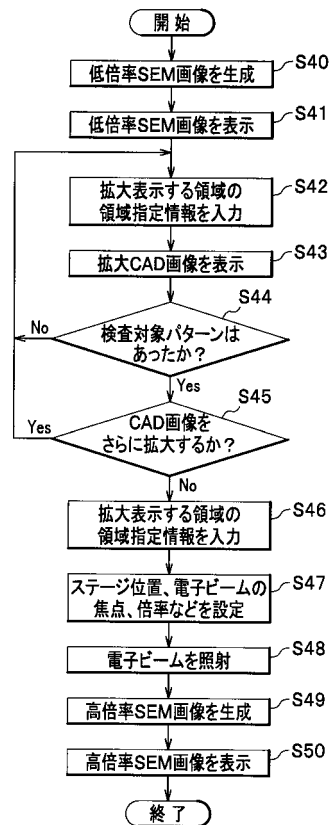 開始
低倍率SEM画像を生成
S40
低倍率SEM画像を表示
S41
拡大表示する領域の
領域指定情報を入力
S42
拡大CAD画像を表示
S43
S44
検査対象パターンは
あったか？
No
Yes
S45
CAD画像を
さらに拡大するか？
Yes
No
拡大表示する領域の
領域指定情報を入力
S46
ステージ位置、電子ビームの
焦点、倍率などを設定
S47
電子ビームを照射
S48
高倍率SEM画像を生成
S49
高倍率SEM画像を表示
S50
終了